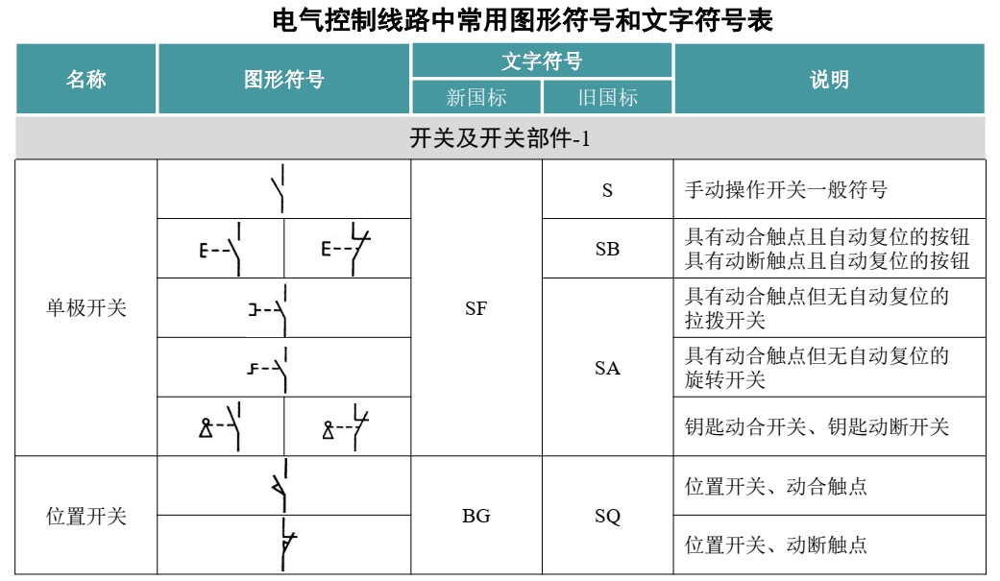 电气控制线路中常用图形符号和文字符号表
名称
图形符号
文字符号
说明
新国标
旧国标
开关及开关部件-1
单极开关
SF
S
手动操作开关一般符号
SB
具有动合触点且自动复位的按钮
具有动断触点且自动复位的按钮
SA
具有动合触点但无自动复位的
拉拨开关
具有动合触点但无自动复位的
旋转开关
钥匙动合开关、钥匙动断开关
位置开关
BG
SQ
位置开关、动合触点
位置开关、动断触点